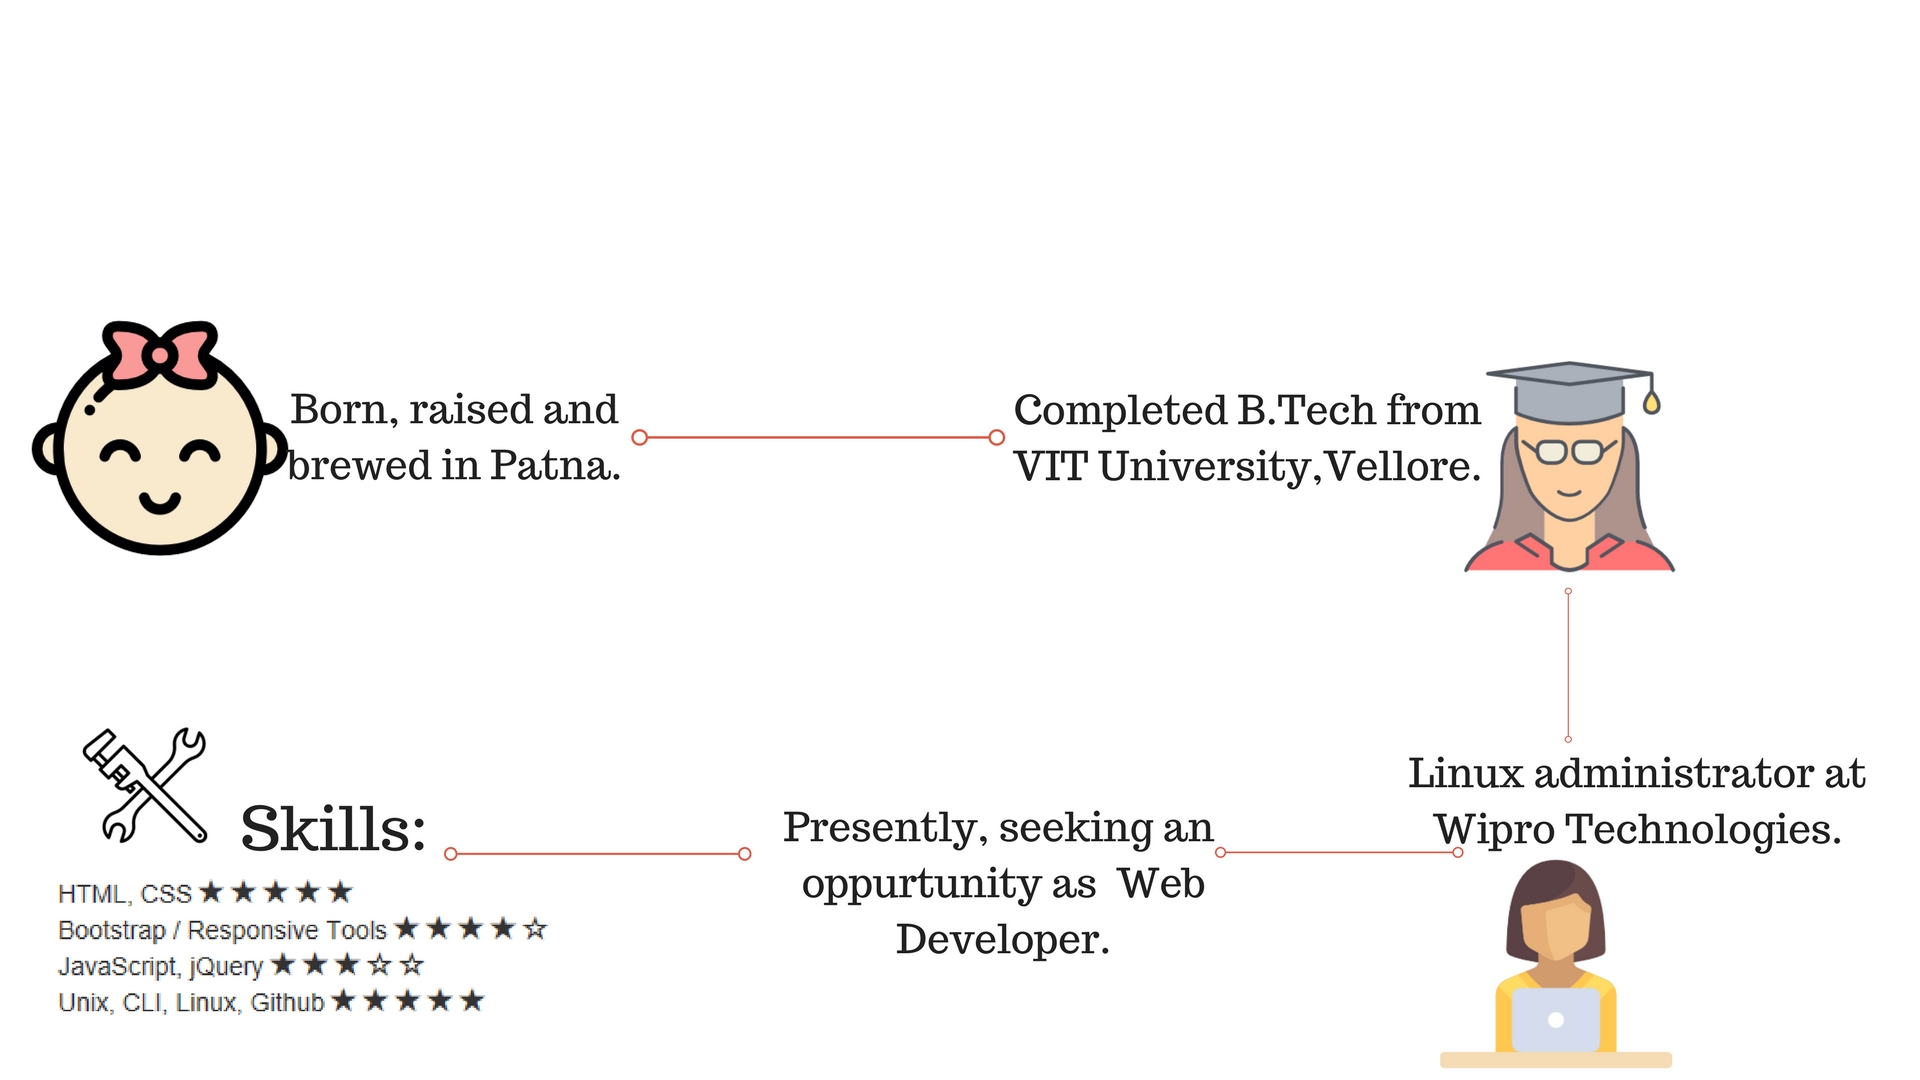 Born, raised and
brewed in Patna.
Completed B.Tech from
VIT University,Vellore.
Linux administrator at
Wipro Technologies.
Presently, seeking an
oppurtunity as  Web
Developer.
Skills:
HTML, CSS ★★★★★
Bootstrap / Responsive Tools ★★★★☆
JavaScript, jQuery ★★★☆☆
Unix, CLI, Linux, Github ★★★★★